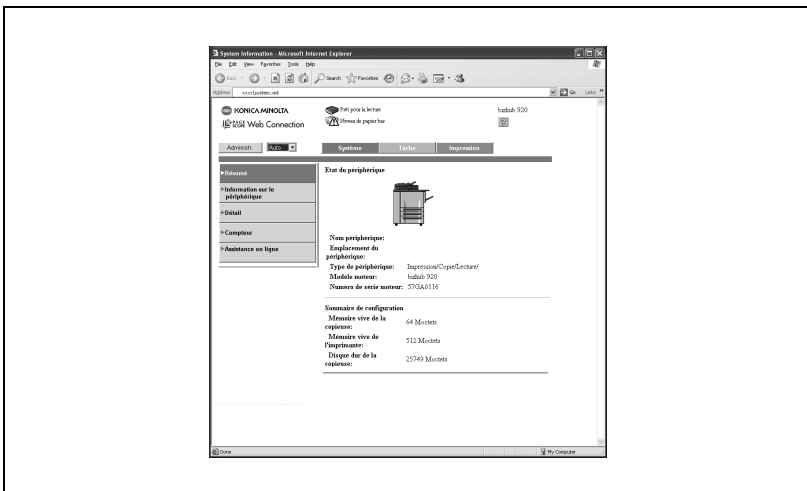 System Information - Microsoft Internet Explorer
File Edit View Favorites Tools Help
Back Search Favorites
Address xxxx/system.xml Go Links
KONICA MINOLTA
PAGE SCOPE Web Connection
Prêt pour la lecture
Niveau de papier bas
bizhub 920
Administr. Auto
Système Tâche Impression
Résumé
Information sur le
périphérique
Détail
Compteur
Assistance en ligne
Etat du périphérique
Nom périphérique:
Emplacement du
périphérique:
Type de périphérique: Impression/Copie/Lecture/
Modèle moteur: bizhub 920
Numéro de série moteur: 57GA0116
Sommaire de configuration
Mémoire vive de la
copieuse: 64 Moctets
Mémoire vive de
l'imprimante: 512 Moctets
Disque dur de la
copieuse: 25749 Moctets
Done My Computer